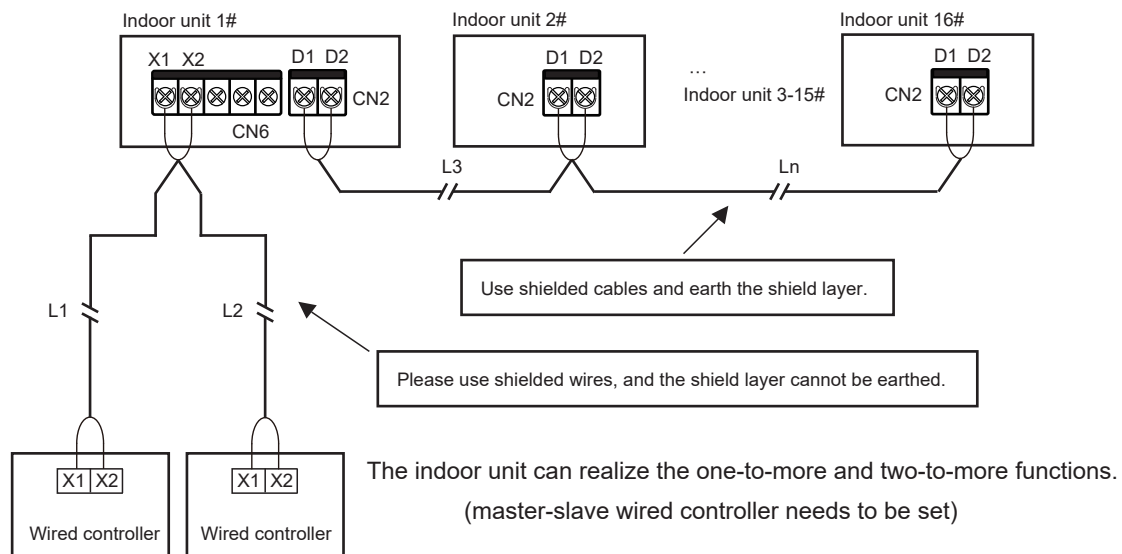 Indoor unit 1#
Indoor unit 2#
Indoor unit 16#
X1 X2
D1 D2
D1 D2
D1 D2
CN2
CN2
CN2
CN6
...
Indoor unit 3-15#
L3
Ln
Use shielded cables and earth the shield layer.
L1
L2
Please use shielded wires, and the shield layer cannot be earthed.
X1 X2
X1 X2
Wired controller
Wired controller
The indoor unit can realize the one-to-more and two-to-more functions.
(master-slave wired controller needs to be set)